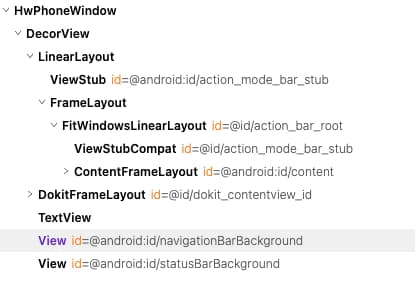 HwPhoneWindow
DecorView
LinearLayout
ViewStub id=@android:id/action_mode_bar_stub
FrameLayout
FitWindowsLinearLayout id=@id/action_bar_root
ViewStubCompat id=@id/action_mode_bar_stub
ContentFrameLayout id=@android:id/content
DokitFrameLayout id=@id/dokit_contentview_id
TextView
View id=@android:id/navigationBarBackground
View id=@android:id/statusBarBackground